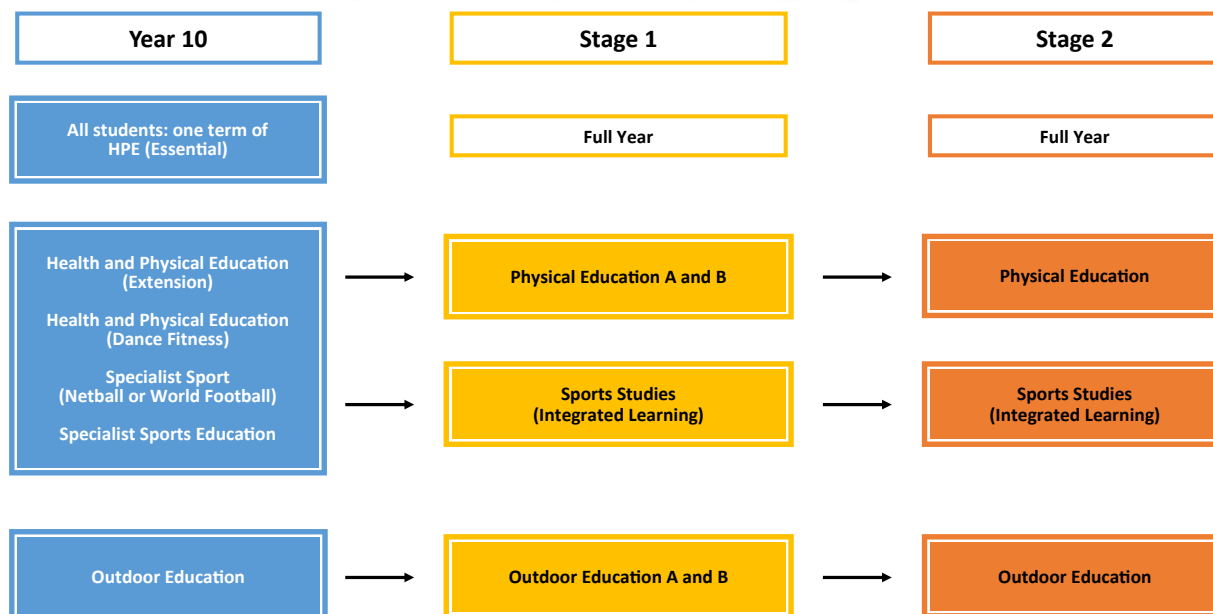 Year 10
Stage 1
Stage 2
All students: one term of
HPE (Essential)
Full Year
Full Year
Health and Physical Education
(Extension)
Health and Physical Education
(Dance Fitness)
Specialist Sport
(Netball or World Football)
Specialist Sports Education
Physical Education A and B
Physical Education
Sports Studies
(Integrated Learning)
Sports Studies
(Integrated Learning)
Outdoor Education
Outdoor Education A and B
Outdoor Education